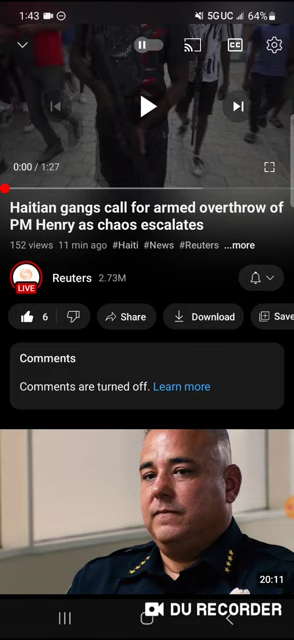 1:43 5GUC 64%
CC
0:00 / 1:27
Haitian gangs call for armed overthrow of
PM Henry as chaos escalates
152 views 11 min ago #Haiti #News #Reuters ...more
LIVE
Reuters 2.73M
6 Share Download Save
Comments
Comments are turned off. Learn more
20:11
DU RECORDER